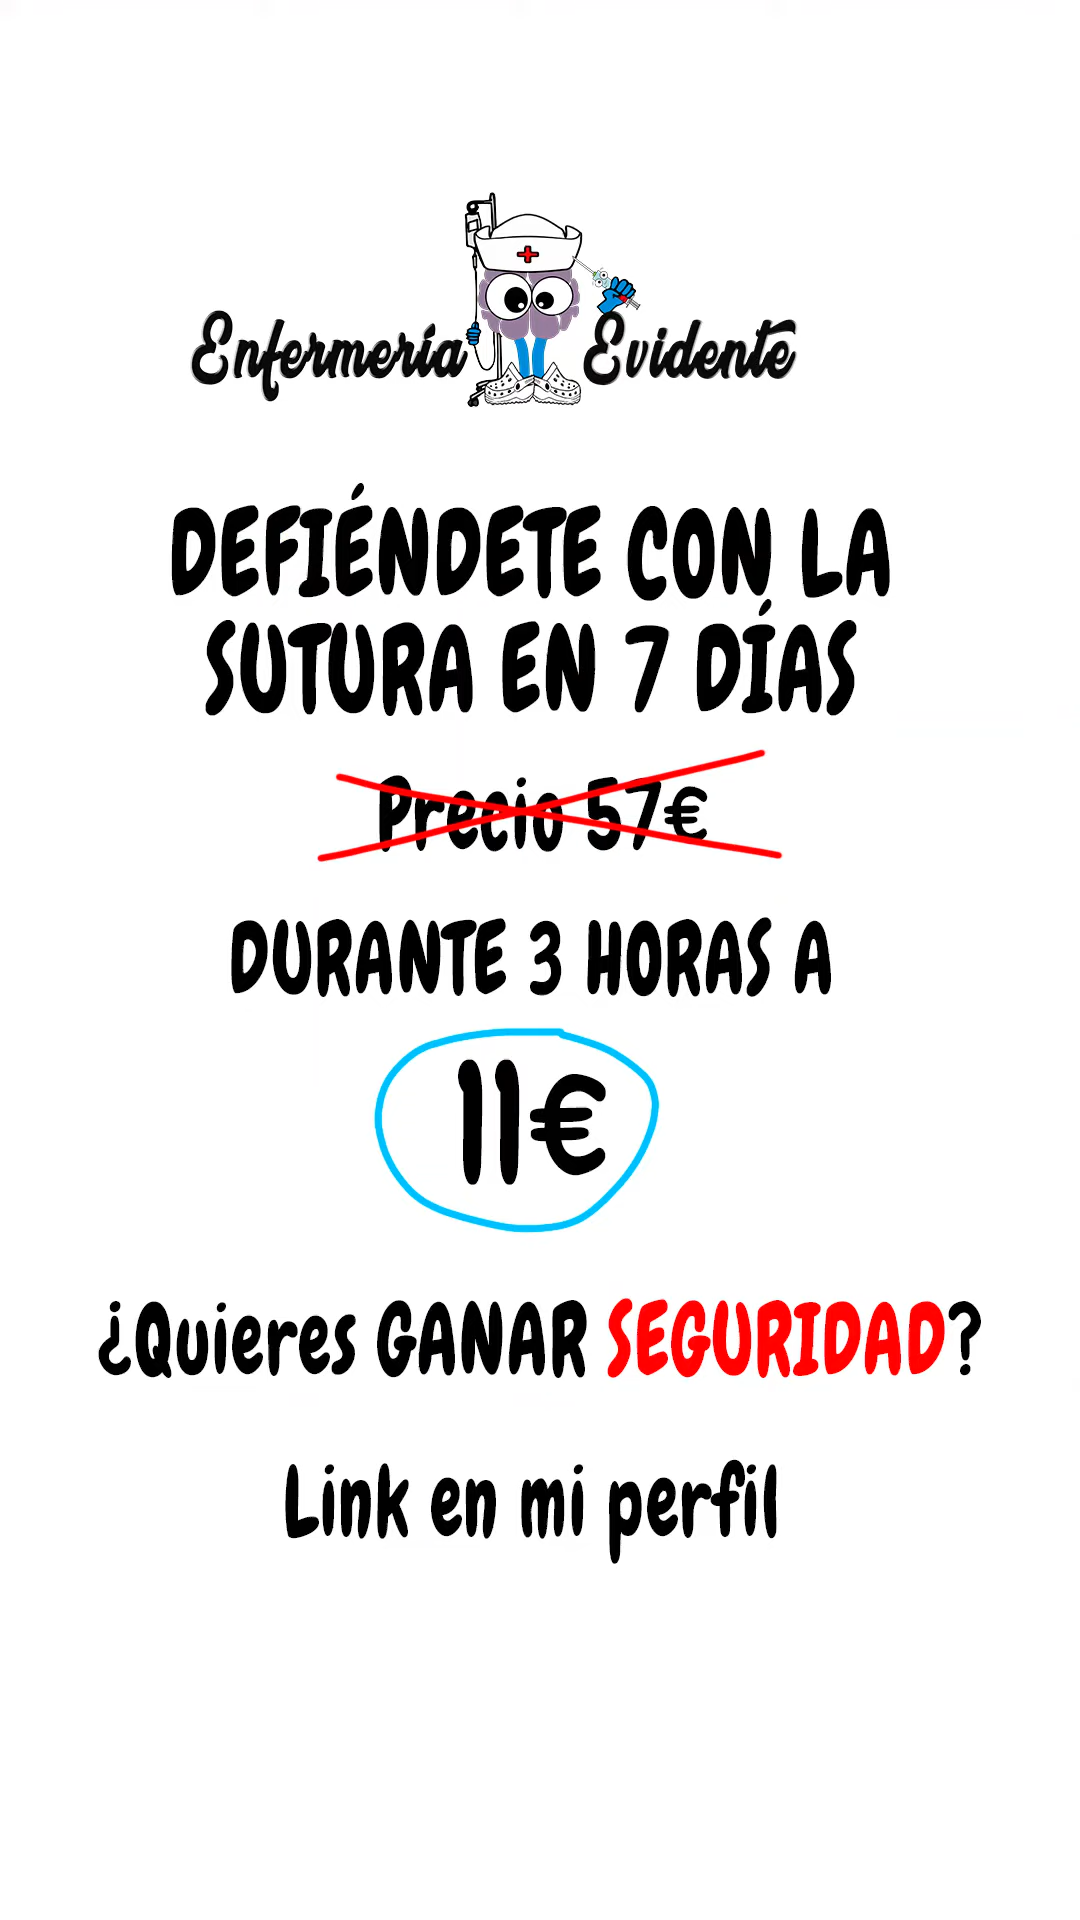 Enfermería Evidente
DEFIÉNDETE CON LA
SUTURA EN 7 DÍAS
Precio 57€
DURANTE 3 HORAS A
11€
¿Quieres GANAR SEGURIDAD?
Link en mi perfil